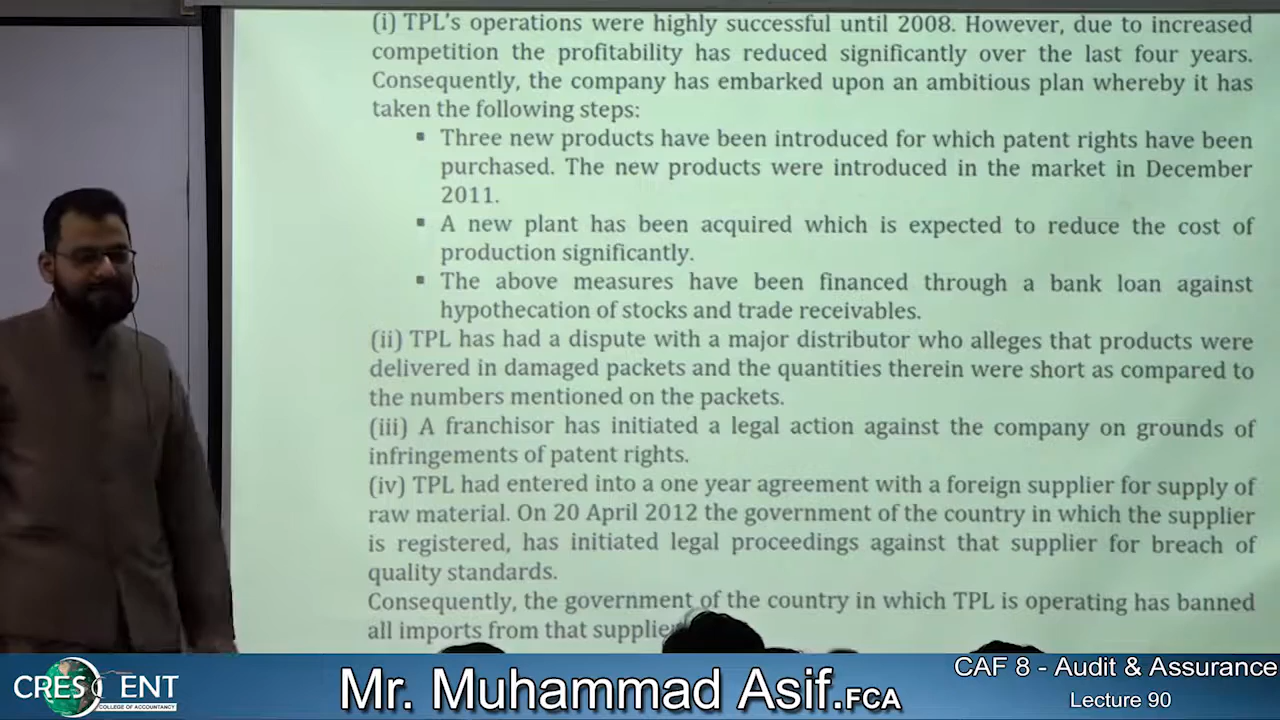 (i) TPL's operations were highly successful until 2008. However, due to increased
competition the profitability has reduced significantly over the last four years.
Consequently, the company has embarked upon an ambitious plan whereby it has
taken the following steps:
▪ Three new products have been introduced for which patent rights have been
purchased. The new products were introduced in the market in December
2011.
▪ A new plant has been acquired which is expected to reduce the cost of
production significantly.
▪ The above measures have been financed through a bank loan against
hypothecation of stocks and trade receivables.
(ii) TPL has had a dispute with a major distributor who alleges that products were
delivered in damaged packets and the quantities therein were short as compared to
the numbers mentioned on the packets.
(iii) A franchisor has initiated a legal action against the company on grounds of
infringements of patent rights.
(iv) TPL had entered into a one year agreement with a foreign supplier for supply of
raw material. On 20 April 2012 the government of the country in which the supplier
is registered, has initiated legal proceedings against that supplier for breach of
quality standards.
Consequently, the government of the country in which TPL is operating has banned
all imports from that supplier
CRESCENT
COLLEGE OF ACCOUNTANCY
Mr. Muhammad Asif.FCA
CAF 8 - Audit & Assurance
Lecture 90